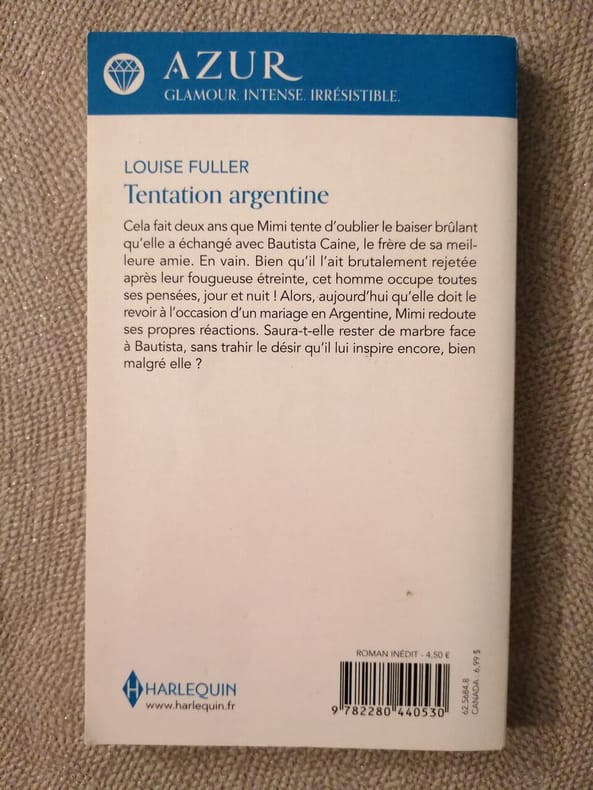 AZUR
GLAMOUR. INTENSE. IRRÉSISTIBLE.
LOUISE FULLER
Tentation argentine
Cela fait deux ans que Mimi tente d'oublier le baiser brûlant
qu'elle a échangé avec Bautista Caine, le frère de sa meil-
leure amie. En vain. Bien qu'il l'ait brutalement rejetée
après leur fougueuse étreinte, cet homme occupe toutes
ses pensées, jour et nuit ! Alors, aujourd'hui qu'elle doit le
revoir à l'occasion d'un mariage en Argentine, Mimi redoute
ses propres réactions. Saura-t-elle rester de marbre face
à Bautista, sans trahir le désir qu'il lui inspire encore, bien
malgré elle ?
ROMAN INÉDIT - 4,50 €
HARLEQUIN
www.harlequin.fr
9 782280 440530
62.5684.8
CANADA : 6,99 $